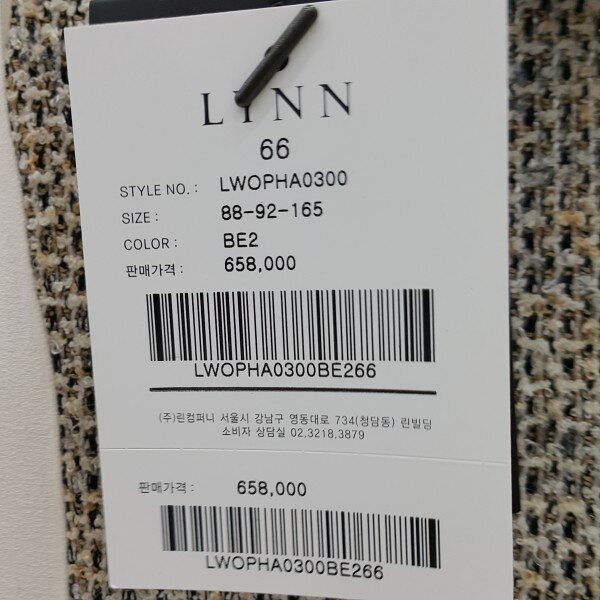 LYNN
66
STYLE NO. : LWOPHA0300
SIZE : 88-92-165
COLOR : BE2
판매가격 : 658,000
LWOPHA0300BE266
(주)린컴퍼니 서울시 강남구 영동대로 734(청담동) 린빌딩
소비자 상담실 02.3218.3879
판매가격 : 658,000
LWOPHA0300BE266